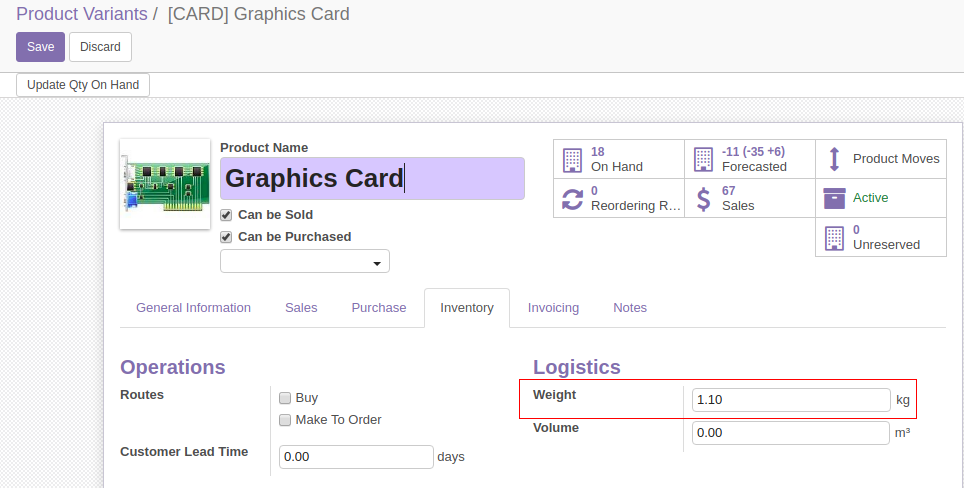 Product Variants / [CARD] Graphics Card
Save Discard
Update Qty On Hand
Product Name
Graphics Card
Can be Sold
Can be Purchased
18
On Hand
-11 (-35 +6)
Forecasted
Product Moves
0
Reordering R...
67
Sales
Active
0
Unreserved
General Information Sales Purchase Inventory Invoicing Notes
Operations
Routes
Buy
Make To Order
Customer Lead Time 0.00 days
Logistics
Weight 1.10 kg
Volume 0.00 m³